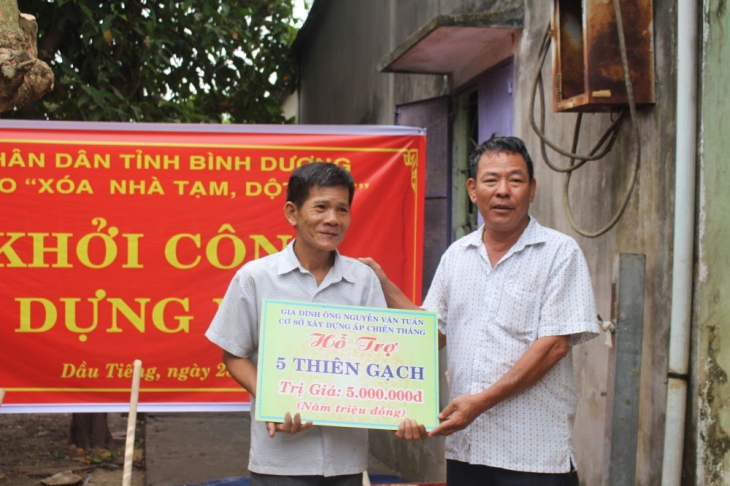 HÂN DÂN TỈNH BÌNH DƯƠNG
O "XÓA NHÀ TẠM, DỘT
KHỞI CÔN
DỰNG
Dầu Tiếng, ngày 2
GIA ĐÌNH ÔNG NGUYỄN VĂN TUẤN
CƠ SỞ XÂY DỰNG ẤP CHIẾN THẮNG
Hỗ Trợ
5 THIÊN GẠCH
Trị Giá: 5.000.000đ
(Năm triệu đồng)